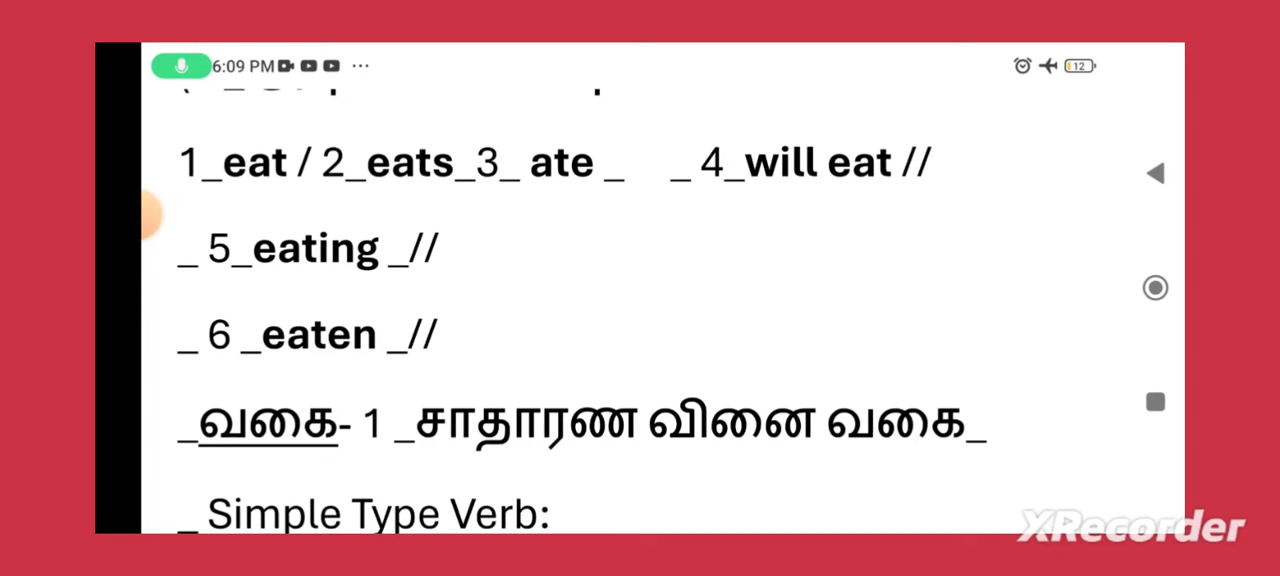 6:09 PM ...
12
1_eat / 2_eats_3_ ate _ _ 4_will eat //
_ 5_eating _//
_ 6 _eaten _//
_வகை- 1 _சாதாரண வினை வகை_
_ Simple Type Verb:
XRecorder